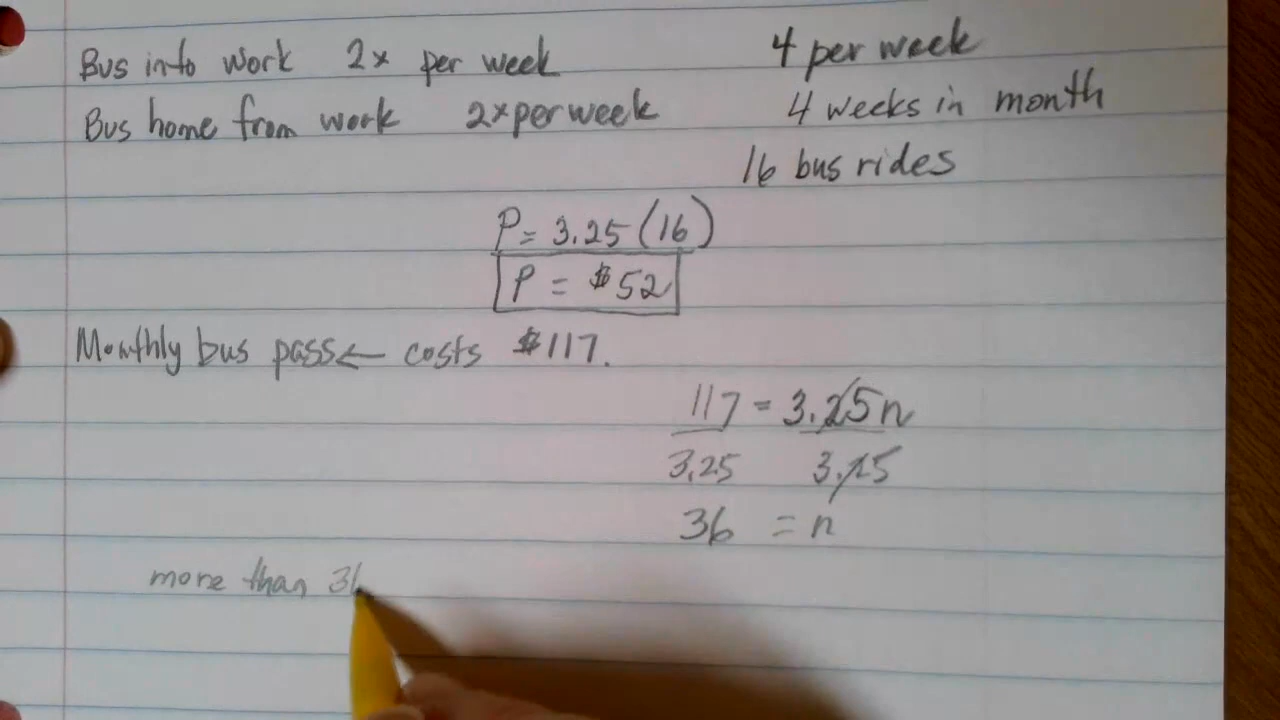 Bus into work 2x per week 4 per week
Bus home from work 2x per week 4 weeks in month
16 bus rides
P = 3.25 (16)
P = $52
Monthly bus pass ← costs $117.
117 = 3.25n
3.25 3.25
36 = n
more than 36